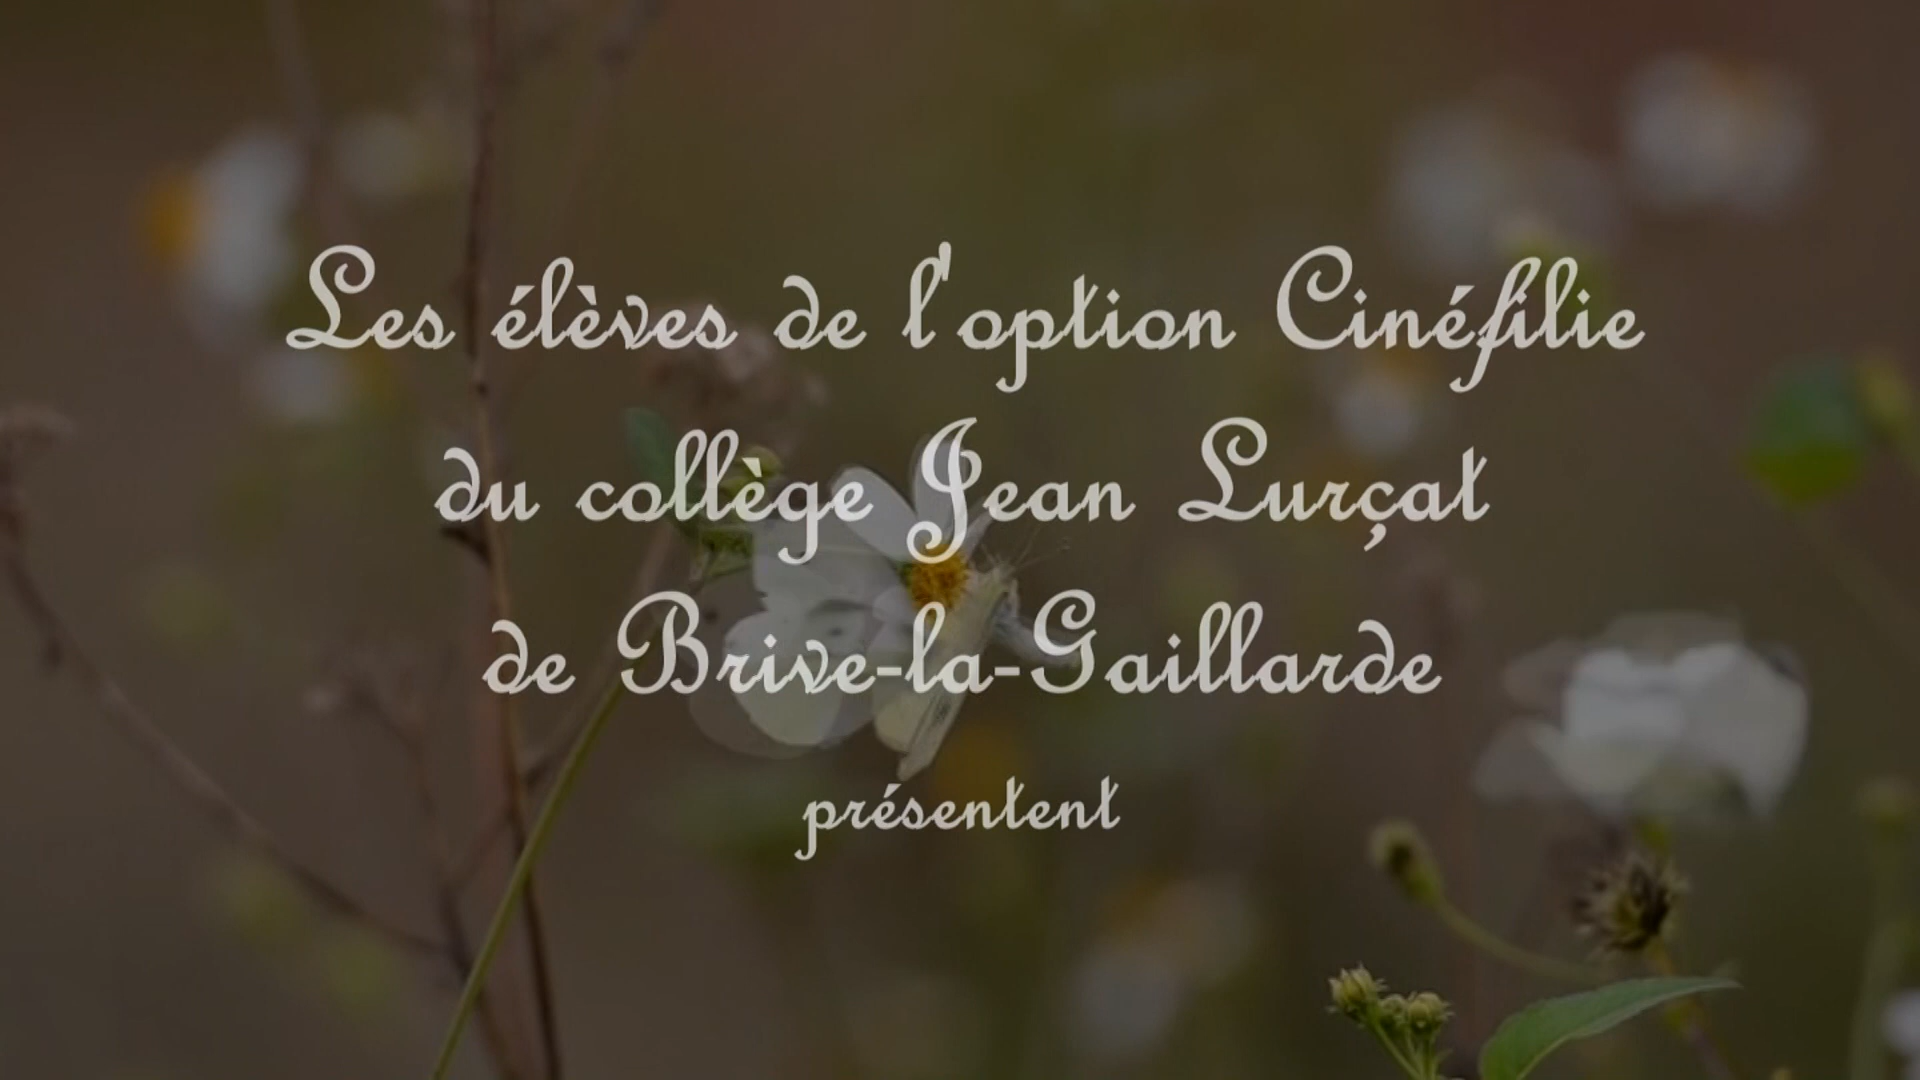 Les élèves de l'option Cinéfilie
du collège Jean Lurçat
de Brive-la-Gaillarde
présentent